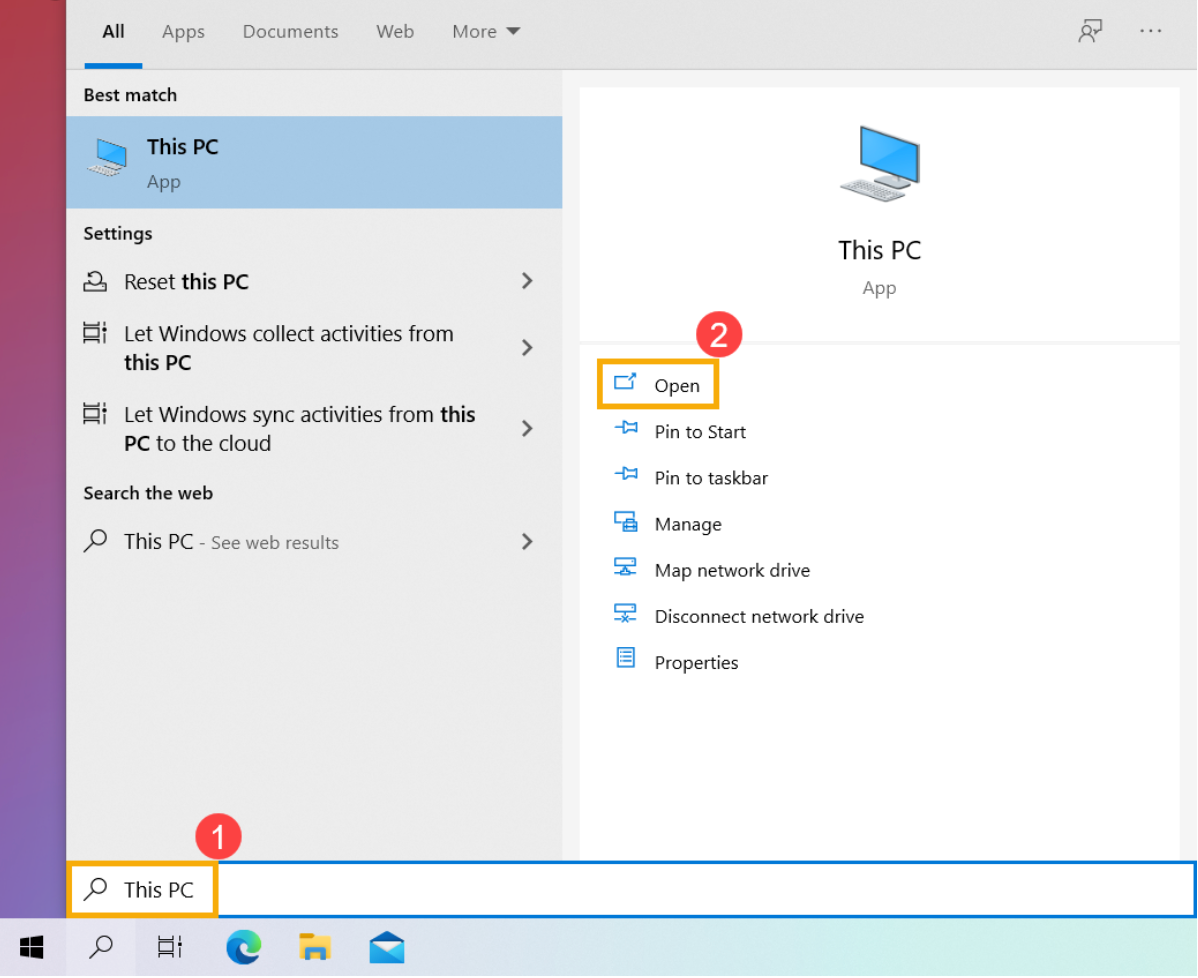 All Apps Documents Web More
Best match
This PC
App
Settings
Reset this PC
Let Windows collect activities from
this PC
Let Windows sync activities from this
PC to the cloud
Search the web
This PC - See web results
This PC
App
2
Open
Pin to Start
Pin to taskbar
Manage
Map network drive
Disconnect network drive
Properties
1
This PC